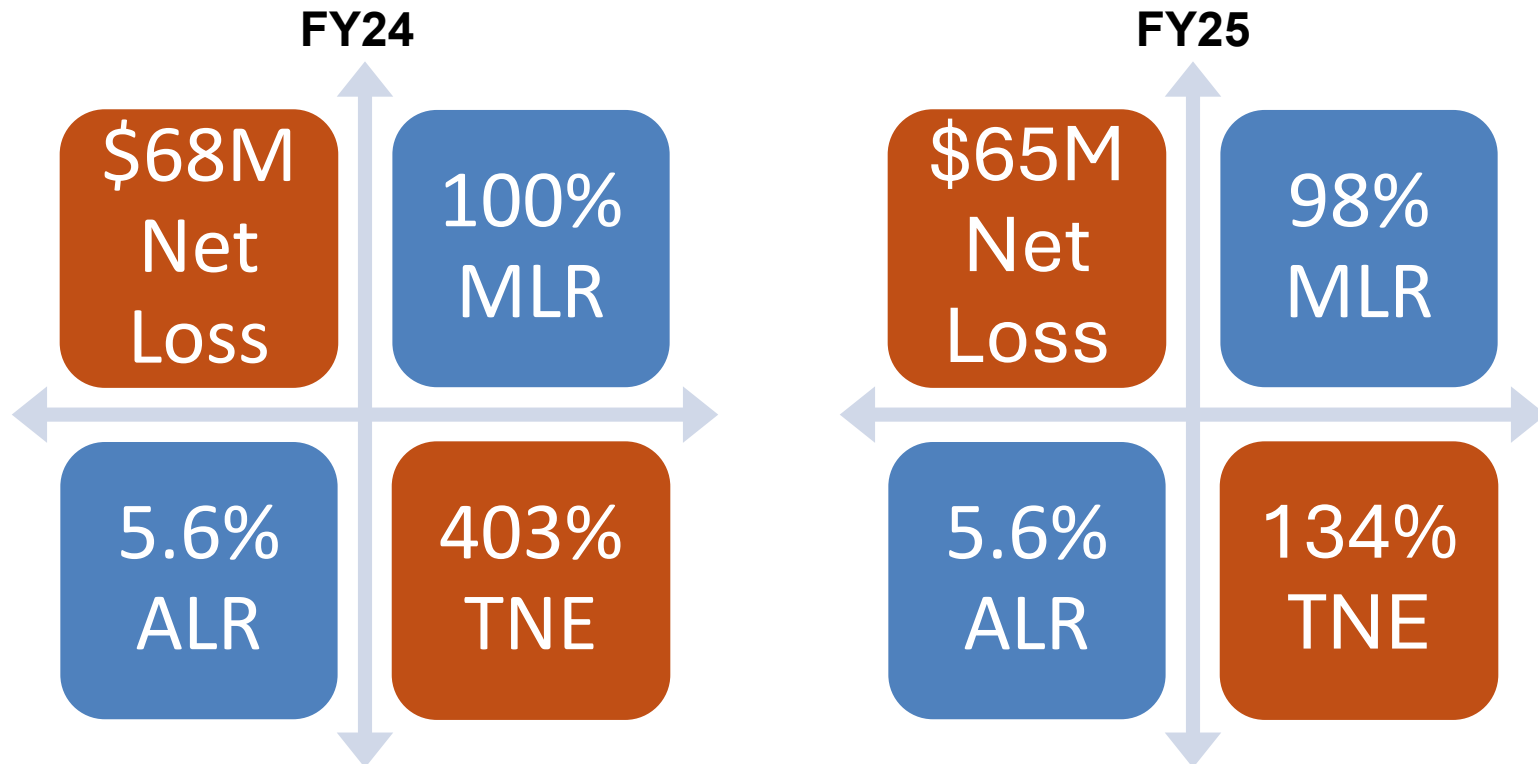 FY24
$68M
Net
Loss
100%
MLR
5.6%
ALR
403%
TNE
FY25
$65M
Net
Loss
98%
MLR
5.6%
ALR
134%
TNE